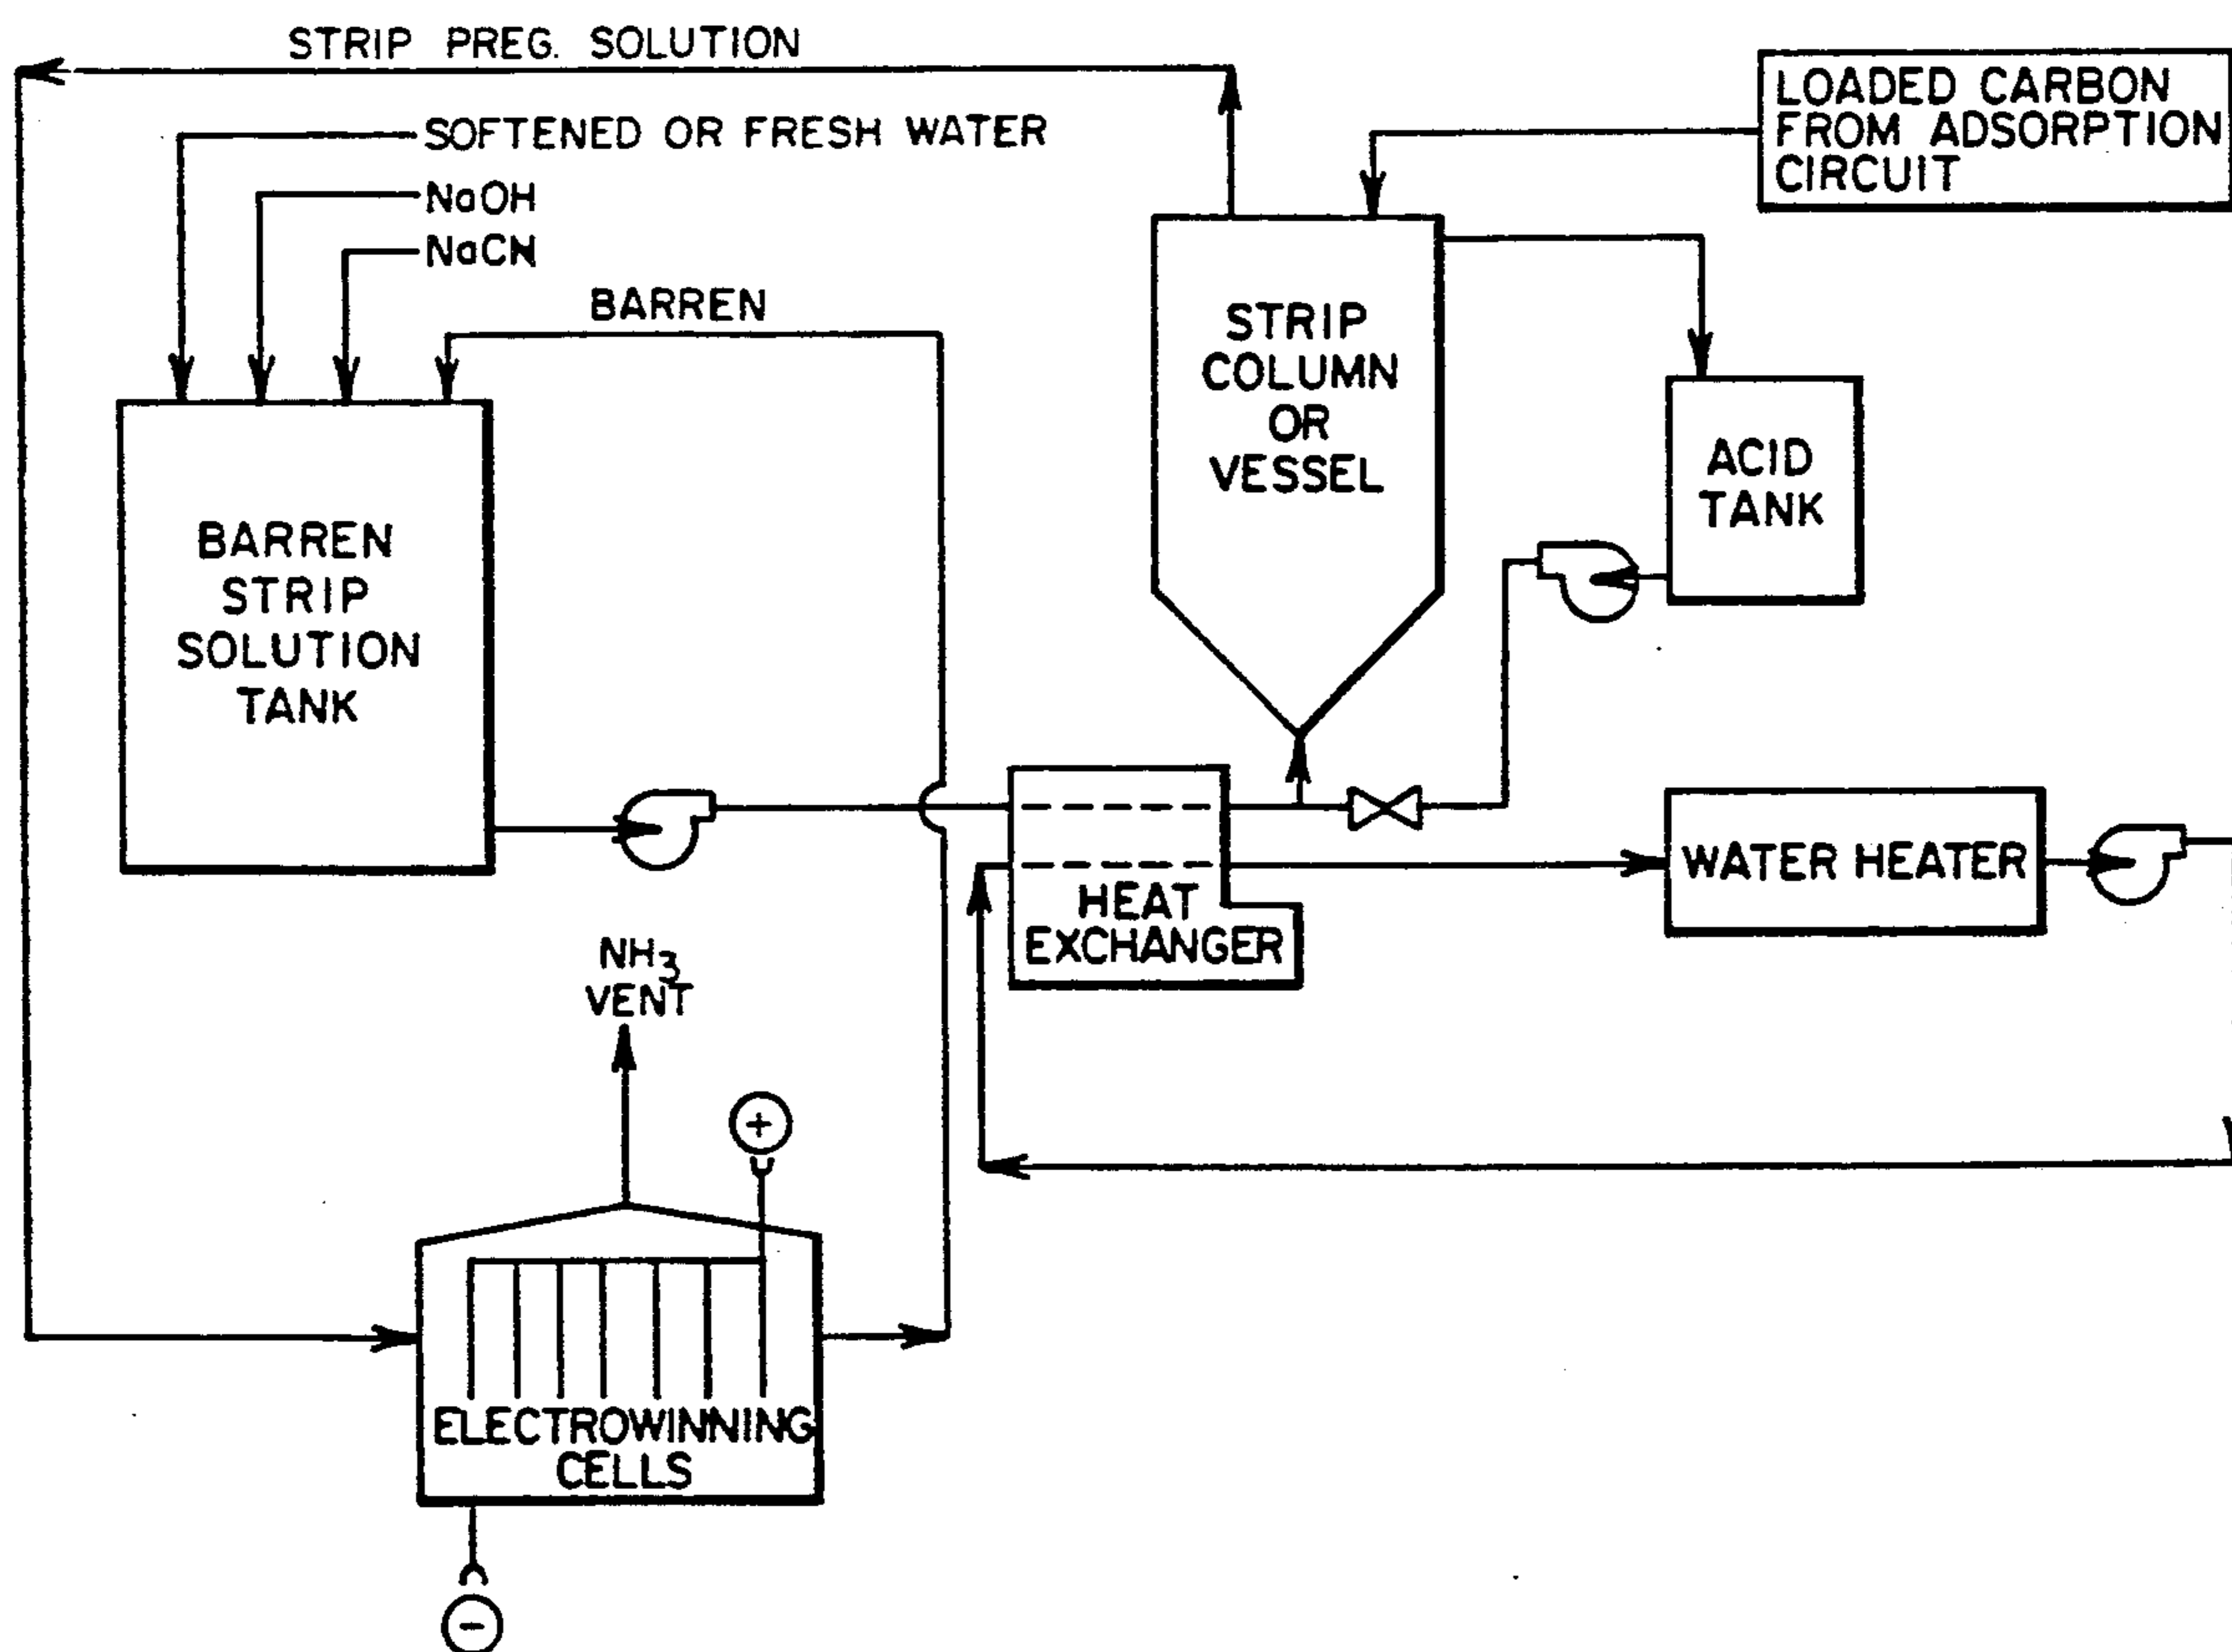 STRIP PREG. SOLUTION
LOADED CARBON
FROM ADSORPTION
CIRCUIT
SOFTENED OR FRESH WATER
NaOH
NaCN
BARREN
STRIP
COLUMN
OR
VESSEL
ACID
TANK
BARREN
STRIP
SOLUTION
TANK
WATER HEATER
HEAT
EXCHANGER
NH3
VENT
+
ELECTROWINNING
CELLS
-